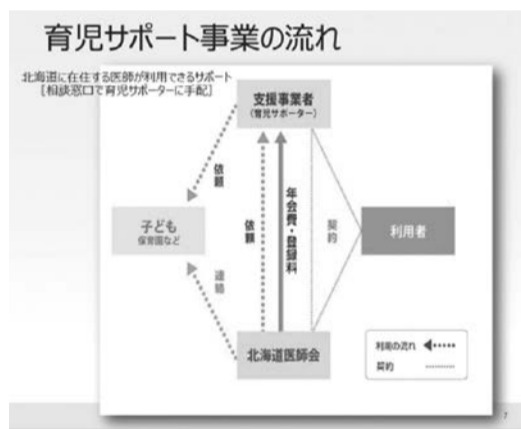 育児サポート事業の流れ
北海道に在住する医師が利用できるサポート
[相談窓口で育児サポーターに手配]
支援事業者
(育児サポーター)
依頼
子ども
保育園など
依頼
年会費・登録料
契約
利用者
連絡
北海道医師会
利用の流れ
契約
7